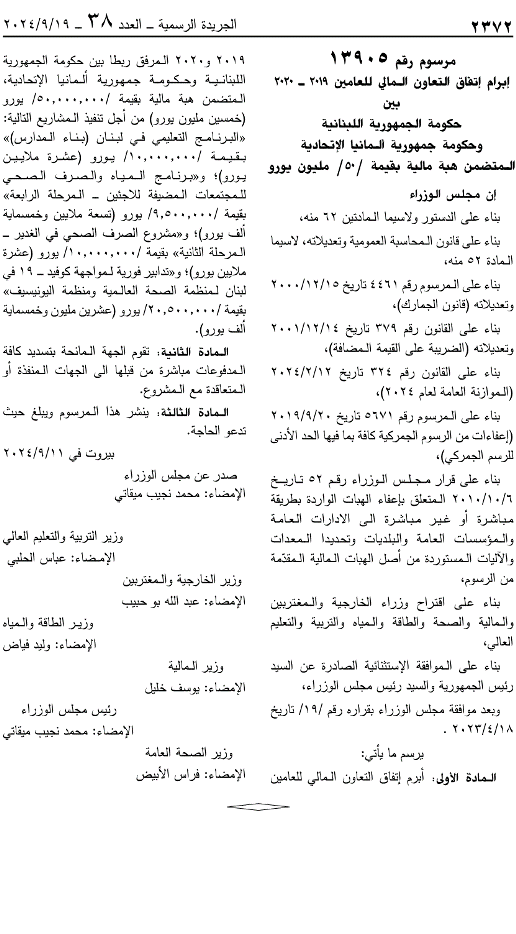 ٢٣٧٢
الجريدة الرسمية ــ العدد ٣٨ ــ ٢٠٢٤/٩/١٩
مرسوم رقم ١٣٩٠٥
إبرام إتفاق التعاون المالي للعامين ٢٠١٩ ــ ٢٠٢٠
بين
حكومة الجمهورية اللبنانية
وحكومة جمهورية المانيا الإتحادية
المتضمن هبة مالية بقيمة /٥٠/ مليون يورو
إن مجلس الوزراء
بناء على الدستور ولاسيما المادتين ٦٢ منه،
بناء على قانون المحاسبة العمومية وتعديلاته، لاسيما
المادة ٥٢ منه،
بناء على المرسوم رقم ٤٤٦١ تاريخ ٢٠٠٠/١٢/١٥
وتعديلاته (قانون الجمارك)،
بناء على القانون رقم ٣٧٩ تاريخ ٢٠٠١/١٢/١٤
وتعديلاته (الضريبة على القيمة المضافة)،
بناء على القانون رقم ٣٢٤ تاريخ ٢٠٢٤/٢/١٢
(الموازنة العامة لعام ٢٠٢٤)،
بناء على المرسوم رقم ٥٦٧١ تاريخ ٢٠١٩/٩/٢٠
(إعفاءات من الرسوم الجمركية كافة بما فيها الحد الأدنى
للرسم الجمركي)،
بناء على قرار مجلس الوزراء رقم ٥٢ تاريخ
٢٠١٠/١٠/٦ المتعلق بإعفاء الهبات الواردة بطريقة
مباشرة أو غير مباشرة الى الادارات العامة
والمؤسسات العامة والبلديات وتحديدا المعدات
والآليات المستوردة من أصل الهبات المالية المقدّمة
من الرسوم،
بناء على اقتراح وزراء الخارجية والمغتربين
والمالية والصحة والطاقة والمياه والتربية والتعليم
العالي،
بناء على الموافقة الإستثنائية الصادرة عن السيد
رئيس الجمهورية والسيد رئيس مجلس الوزراء،
وبعد موافقة مجلس الوزراء بقراره رقم /١٩/ تاريخ
٢٠٢٣/٤/١٨ .
يرسم ما يأتي:
المادة الأولى: أبرم إتفاق التعاون المالي للعامين
٢٠١٩ و٢٠٢٠ المرفق ربطا بين حكومة الجمهورية
اللبنانية وحكومة جمهورية ألمانيا الإتحادية،
المتضمن هبة مالية بقيمة /٥٠,٠٠٠,٠٠٠/ يورو
(خمسين مليون يورو) من أجل تنفيذ المشاريع التالية:
«البرنامج التعليمي في لبنان (بناء المدارس)»
بقيمة /١٠,٠٠٠,٠٠٠/ يورو (عشرة ملايين
يورو)؛ و«برنامج المياه والصرف الصحي
للمجتمعات المضيفة للاجئين ــ المرحلة الرابعة»
بقيمة /٩,٥٠٠,٠٠٠/ يورو (تسعة ملايين وخمسماية
ألف يورو)؛ و«مشروع الصرف الصحي في الغدير ــ
المرحلة الثانية» بقيمة /١٠,٠٠٠,٠٠٠/ يورو (عشرة
ملايين يورو)؛ و«تدابير فورية لمواجهة كوفيد ــ ١٩ في
لبنان لمنظمة الصحة العالمية ومنظمة اليونيسيف»
بقيمة /٢٠,٥٠٠,٠٠٠/ يورو (عشرين مليون وخمسماية
ألف يورو).
المادة الثانية: تقوم الجهة المانحة بتسديد كافة
المدفوعات مباشرة من قبلها الى الجهات المنفذة أو
المتعاقدة مع المشروع.
المادة الثالثة: ينشر هذا المرسوم ويبلغ حيث
تدعو الحاجة.
بيروت في ٢٠٢٤/٩/١١
صدر عن مجلس الوزراء
الإمضاء: محمد نجيب ميقاتي
وزير التربية والتعليم العالي
الإمضاء: عباس الحلبي
وزير الخارجية والمغتربين
الإمضاء: عبد الله بو حبيب
وزير الطاقة والمياه
الإمضاء: وليد فياض
وزير المالية
الإمضاء: يوسف خليل
رئيس مجلس الوزراء
الإمضاء: محمد نجيب ميقاتي
وزير الصحة العامة
الإمضاء: فراس الأبيض